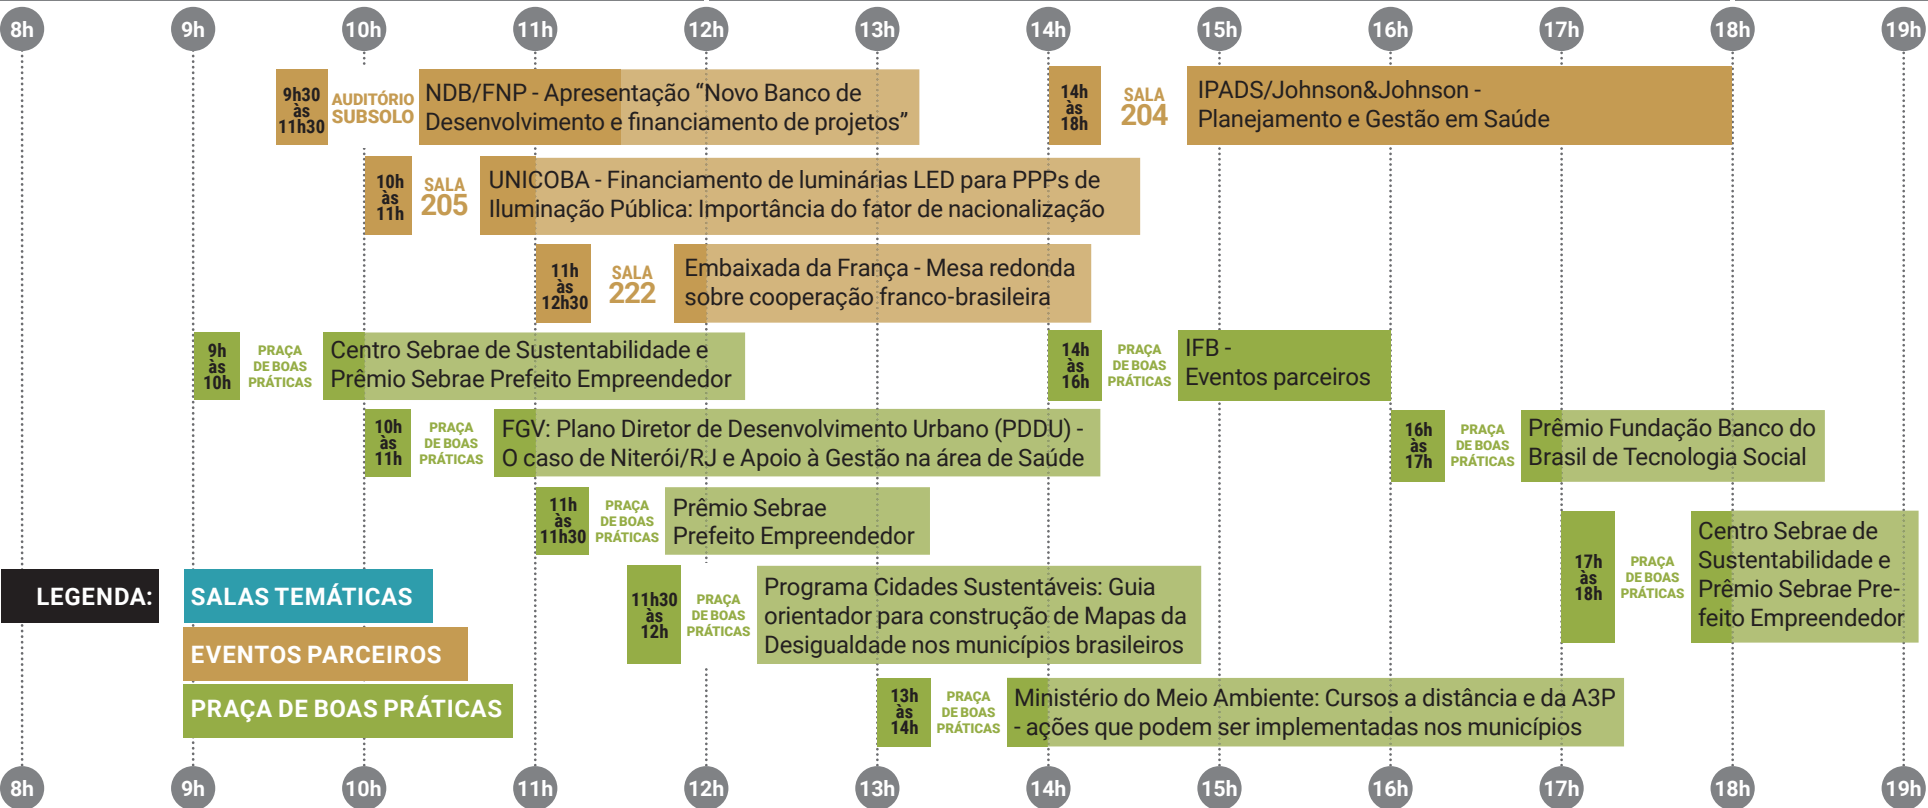 8h 9h 10h 11h 12h 13h 14h 15h 16h 17h 18h 19h
9h30
às
11h30
AUDITÓRIO
SUBSOLO
NDB/FNP - Apresentação “Novo Banco de
Desenvolvimento e financiamento de projetos”
14h
às
18h
SALA
204
IPADS/Johnson&Johnson -
Planejamento e Gestão em Saúde
10h
às
11h
SALA
205
UNICOBA - Financiamento de luminárias LED para PPPs de
Iluminação Pública: Importância do fator de nacionalização
11h
às
12h30
SALA
222
Embaixada da França - Mesa redonda
sobre cooperação franco-brasileira
9h
às
10h
PRAÇA
DE BOAS
PRÁTICAS
Centro Sebrae de Sustentabilidade e
Prêmio Sebrae Prefeito Empreendedor
14h
às
16h
PRAÇA
DE BOAS
PRÁTICAS
IFB -
Eventos parceiros
10h
às
11h
PRAÇA
DE BOAS
PRÁTICAS
FGV: Plano Diretor de Desenvolvimento Urbano (PDDU) -
O caso de Niterói/RJ e Apoio à Gestão na área de Saúde
16h
às
17h
PRAÇA
DE BOAS
PRÁTICAS
Prêmio Fundação Banco do
Brasil de Tecnologia Social
11h
às
11h30
PRAÇA
DE BOAS
PRÁTICAS
Prêmio Sebrae
Prefeito Empreendedor
17h
às
18h
PRAÇA
DE BOAS
PRÁTICAS
Centro Sebrae de
Sustentabilidade e
Prêmio Sebrae Pre-
feito Empreendedor
11h30
às
12h
PRAÇA
DE BOAS
PRÁTICAS
Programa Cidades Sustentáveis: Guia
orientador para construção de Mapas da
Desigualdade nos municípios brasileiros
13h
às
14h
PRAÇA
DE BOAS
PRÁTICAS
Ministério do Meio Ambiente: Cursos a distância e da A3P
- ações que podem ser implementadas nos municípios
LEGENDA:
SALAS TEMÁTICAS
EVENTOS PARCEIROS
PRAÇA DE BOAS PRÁTICAS
8h 9h 10h 11h 12h 13h 14h 15h 16h 17h 18h 19h